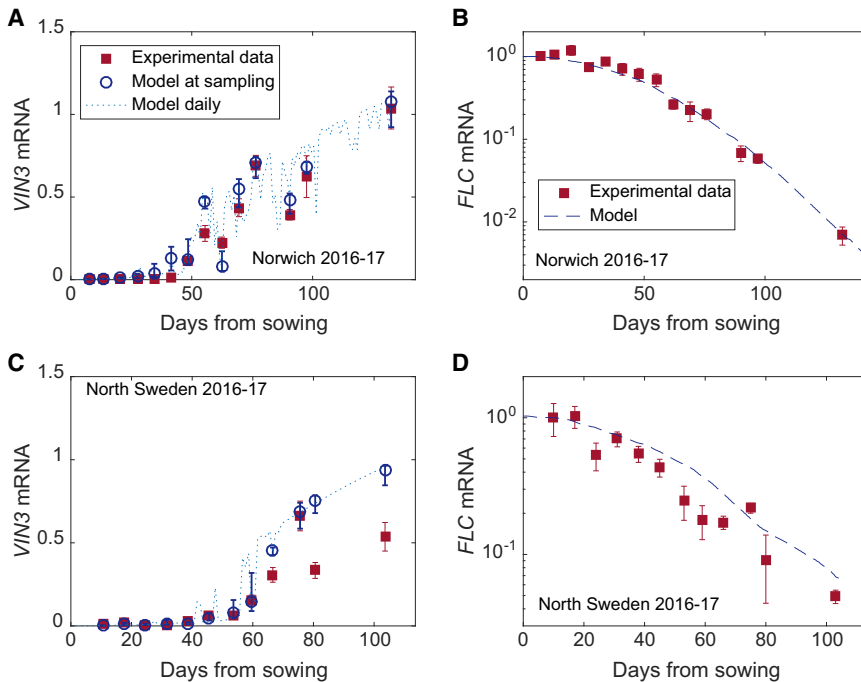 A
1.5
1
0.5
0
VIN3 mRNA
Experimental data
Model at sampling
Model daily
Norwich 2016-17
0
50
100
Days from sowing
B
10^0
10^-1
10^-2
FLC mRNA
Experimental data
Model
Norwich 2016-17
0
50
100
Days from sowing
C
1.5
1
0.5
0
VIN3 mRNA
North Sweden 2016-17
0
20
40
60
80
100
Days from sowing
D
10^0
10^-1
FLC mRNA
North Sweden 2016-17
0
20
40
60
80
100
Days from sowing